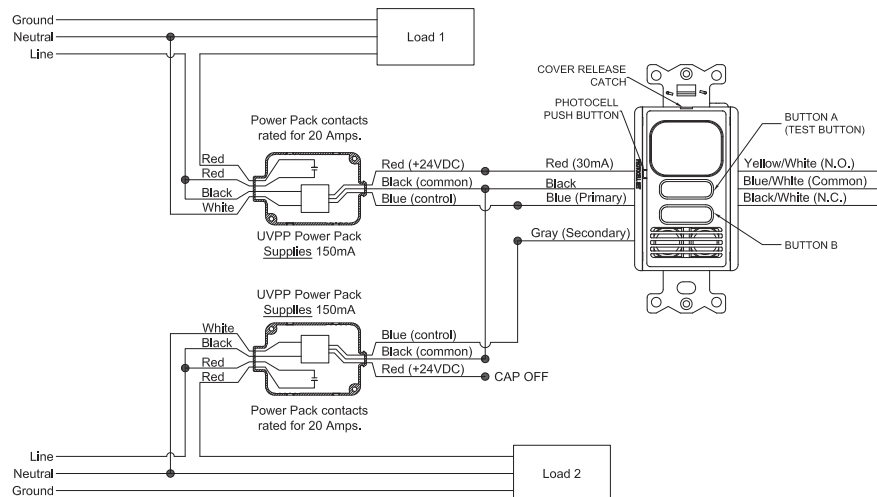 Ground
Neutral
Line
Load 1
Power Pack contacts
rated for 20 Amps.
Red
Red
Black
White
Red (+24VDC)
Black (common)
Blue (control)
UVPP Power Pack
Supplies 150mA
COVER RELEASE
CATCH
PHOTOCELL
PUSH BUTTON
BUTTON A
(TEST BUTTON)
Red (30mA)
Black
Blue (Primary)
Gray (Secondary)
Yellow/White (N.O.)
Blue/White (Common)
Black/White (N.C.)
BUTTON B
UVPP Power Pack
Supplies 150mA
White
Black
Red
Red
Blue (control)
Black (common)
Red (+24VDC)
CAP OFF
Power Pack contacts
rated for 20 Amps.
Line
Neutral
Ground
Load 2